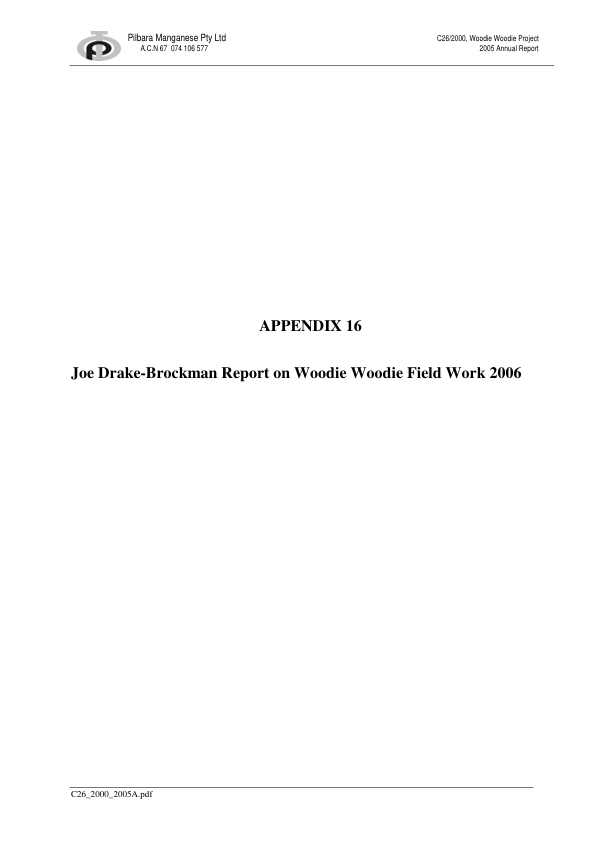 Pilbara Manganese Pty Ltd
A.C.N 67  074 106 577
C26/2000, Woodie Woodie Project
2005 Annual Report
APPENDIX 16
Joe Drake-Brockman Report on Woodie Woodie Field Work 2006
C26_2000_2005A.pdf